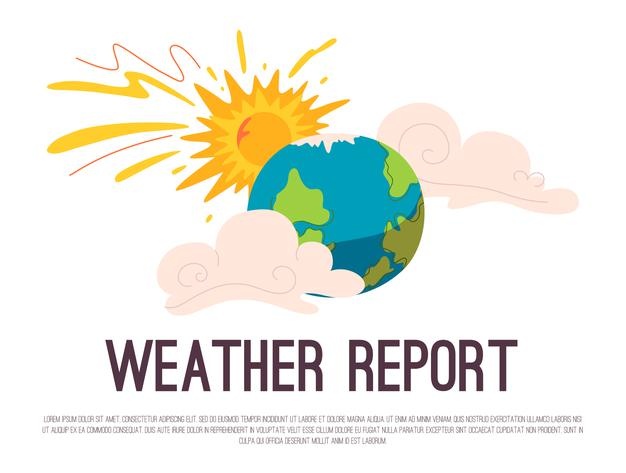 WEATHER REPORT
LOREM IPSUM DOLOR SIT AMET, CONSECTETUR ADIPISCING ELIT, SED DO EIUSMOD TEMPOR INCIDIDUNT UT LABORE ET DOLORE MAGNA ALIQUA.
UT ENIM AD MINIM VENIAM, QUIS NOSTRUD EXERCITATION ULLAMCO LABORIS NISI UT ALIQUIP EX EA COMMODO CONSEQUAT. DUIS AUTE IRURE DOLOR IN REPREHENDERIT IN VOLUPTATE VELIT ESSE CILLUM DOLORE EU FUGIAT NULLA PARIATUR. EXCEPTEUR SINT OCCAECAT CUPIDATAT NON PROIDENT, SUNT IN
CULPA QUI OFFICIA DESERUNT MOLLIT ANIM ID EST LABORUM.